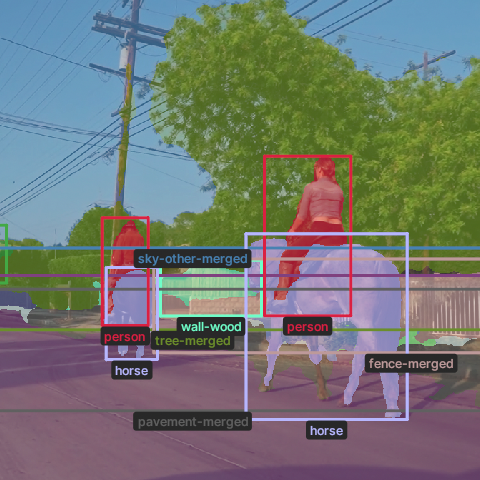 sky-other-merged
wall-wood
person
person
tree-merged
fence-merged
horse
pavement-merged
horse